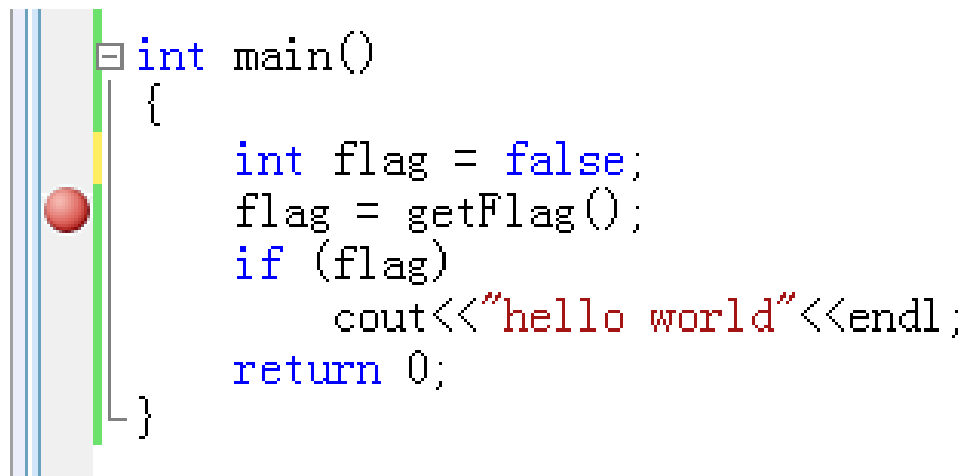 int main()
{
    int flag = false;
    flag = getFlag();
    if (flag)
        cout<<"hello world"<<endl;
    return 0;
}